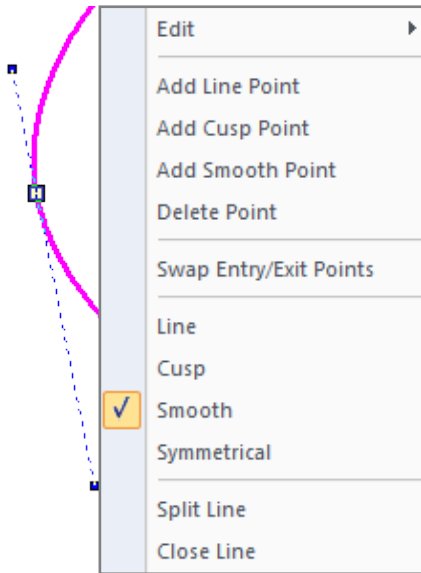 Edit
Add Line Point
Add Cusp Point
Add Smooth Point
Delete Point
Swap Entry/Exit Points
Line
Cusp
Smooth
Symmetrical
Split Line
Close Line